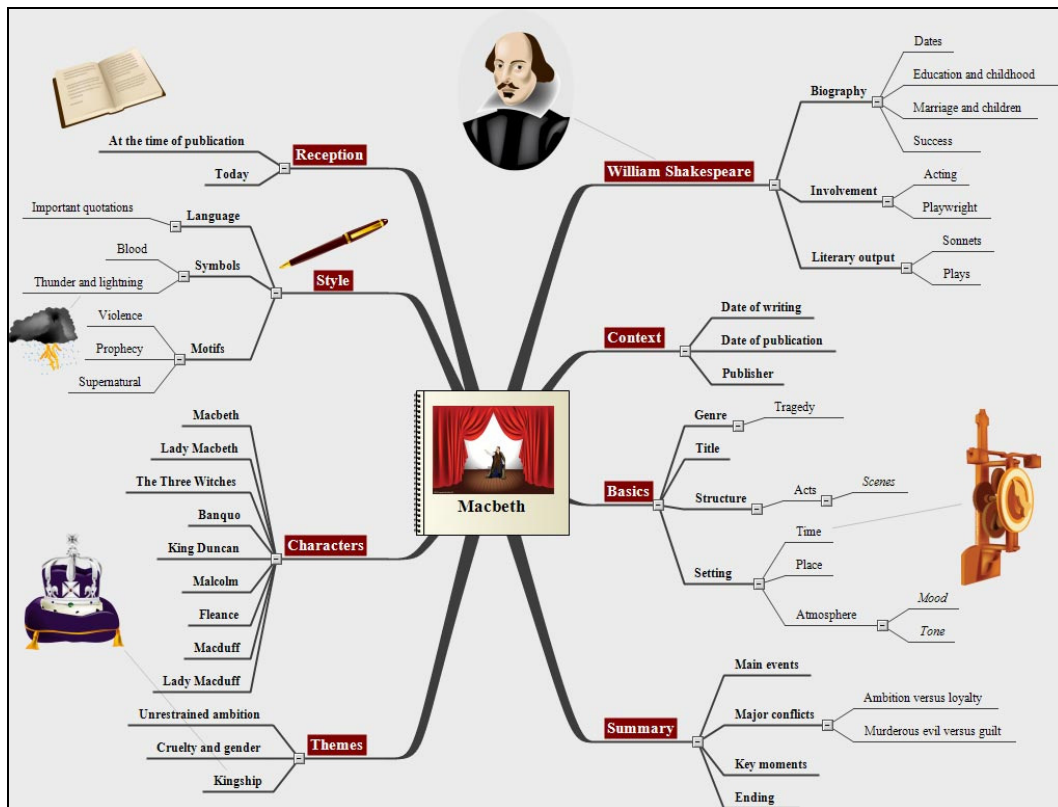 Macbeth
William Shakespeare
Biography
Dates
Education and childhood
Marriage and children
Success
Involvement
Acting
Playwright
Literary output
Sonnets
Plays
Context
Date of writing
Date of publication
Publisher
Basics
Genre
Tragedy
Title
Structure
Acts
Scenes
Setting
Time
Place
Atmosphere
Mood
Tone
Summary
Main events
Major conflicts
Ambition versus loyalty
Murderous evil versus guilt
Key moments
Ending
Reception
At the time of publication
Today
Style
Language
Important quotations
Symbols
Blood
Thunder and lightning
Motifs
Violence
Prophecy
Supernatural
Characters
Macbeth
Lady Macbeth
The Three Witches
Banquo
King Duncan
Malcolm
Fleance
Macduff
Lady Macduff
Themes
Unrestrained ambition
Cruelty and gender
Kingship